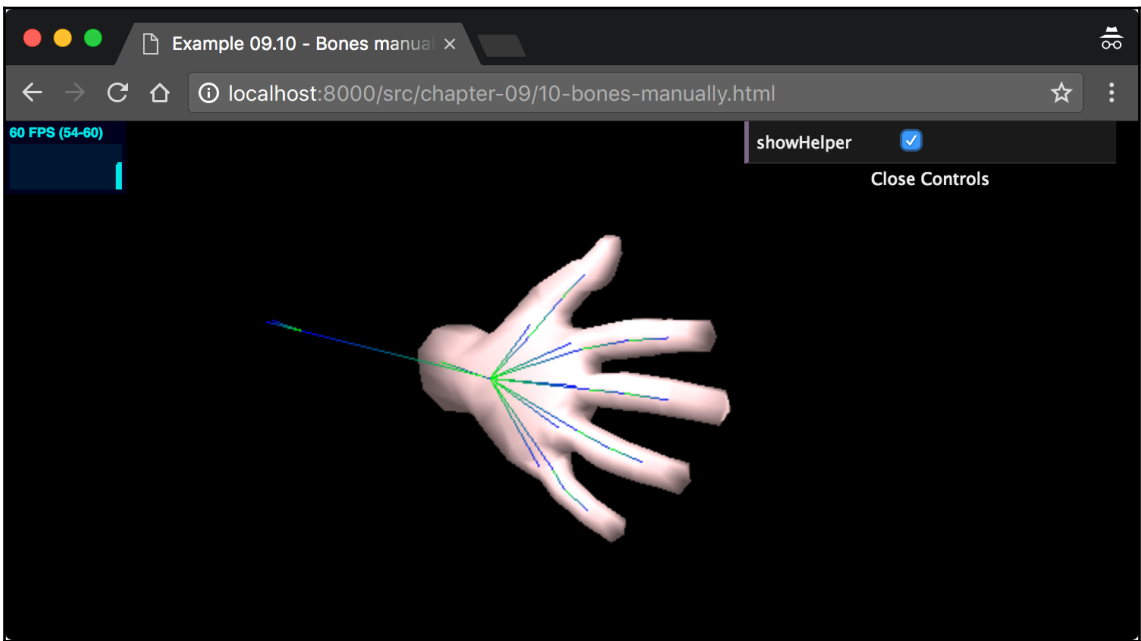 Example 09.10 - Bones manual
localhost:8000/src/chapter-09/10-bones-manually.html
60 FPS (54-60)
showHelper
Close Controls